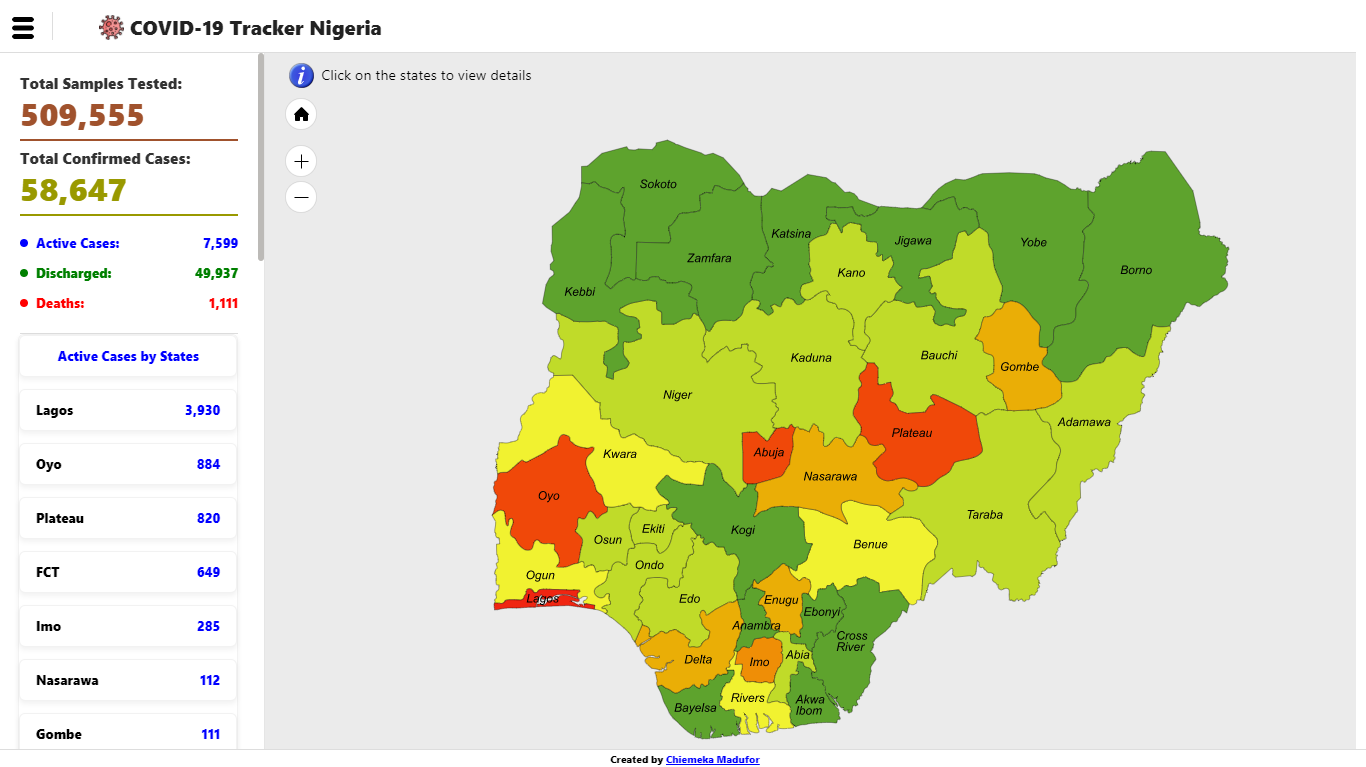 COVID-19 Tracker Nigeria
Total Samples Tested:
509,555
Total Confirmed Cases:
58,647
Active Cases: 7,599
Discharged: 49,937
Deaths: 1,111
Active Cases by States
Lagos 3,930
Oyo 884
Plateau 820
FCT 649
Imo 285
Nasarawa 112
Gombe 111
i Click on the states to view details
Sokoto
Katsina
Jigawa
Yobe
Zamfara
Kano
Borno
Kebbi
Kaduna
Bauchi
Gombe
Niger
Adamawa
Plateau
Abuja
Kwara
Nasarawa
Oyo
Taraba
Ekiti
Kogi
Osun
Benue
Ondo
Ogun
Lagos
Edo
Enugu
Ebonyi
Anambra
Cross
River
Delta
Imo
Abia
Rivers
Akwa
Ibom
Bayelsa
Created by Chiemeka Madufor